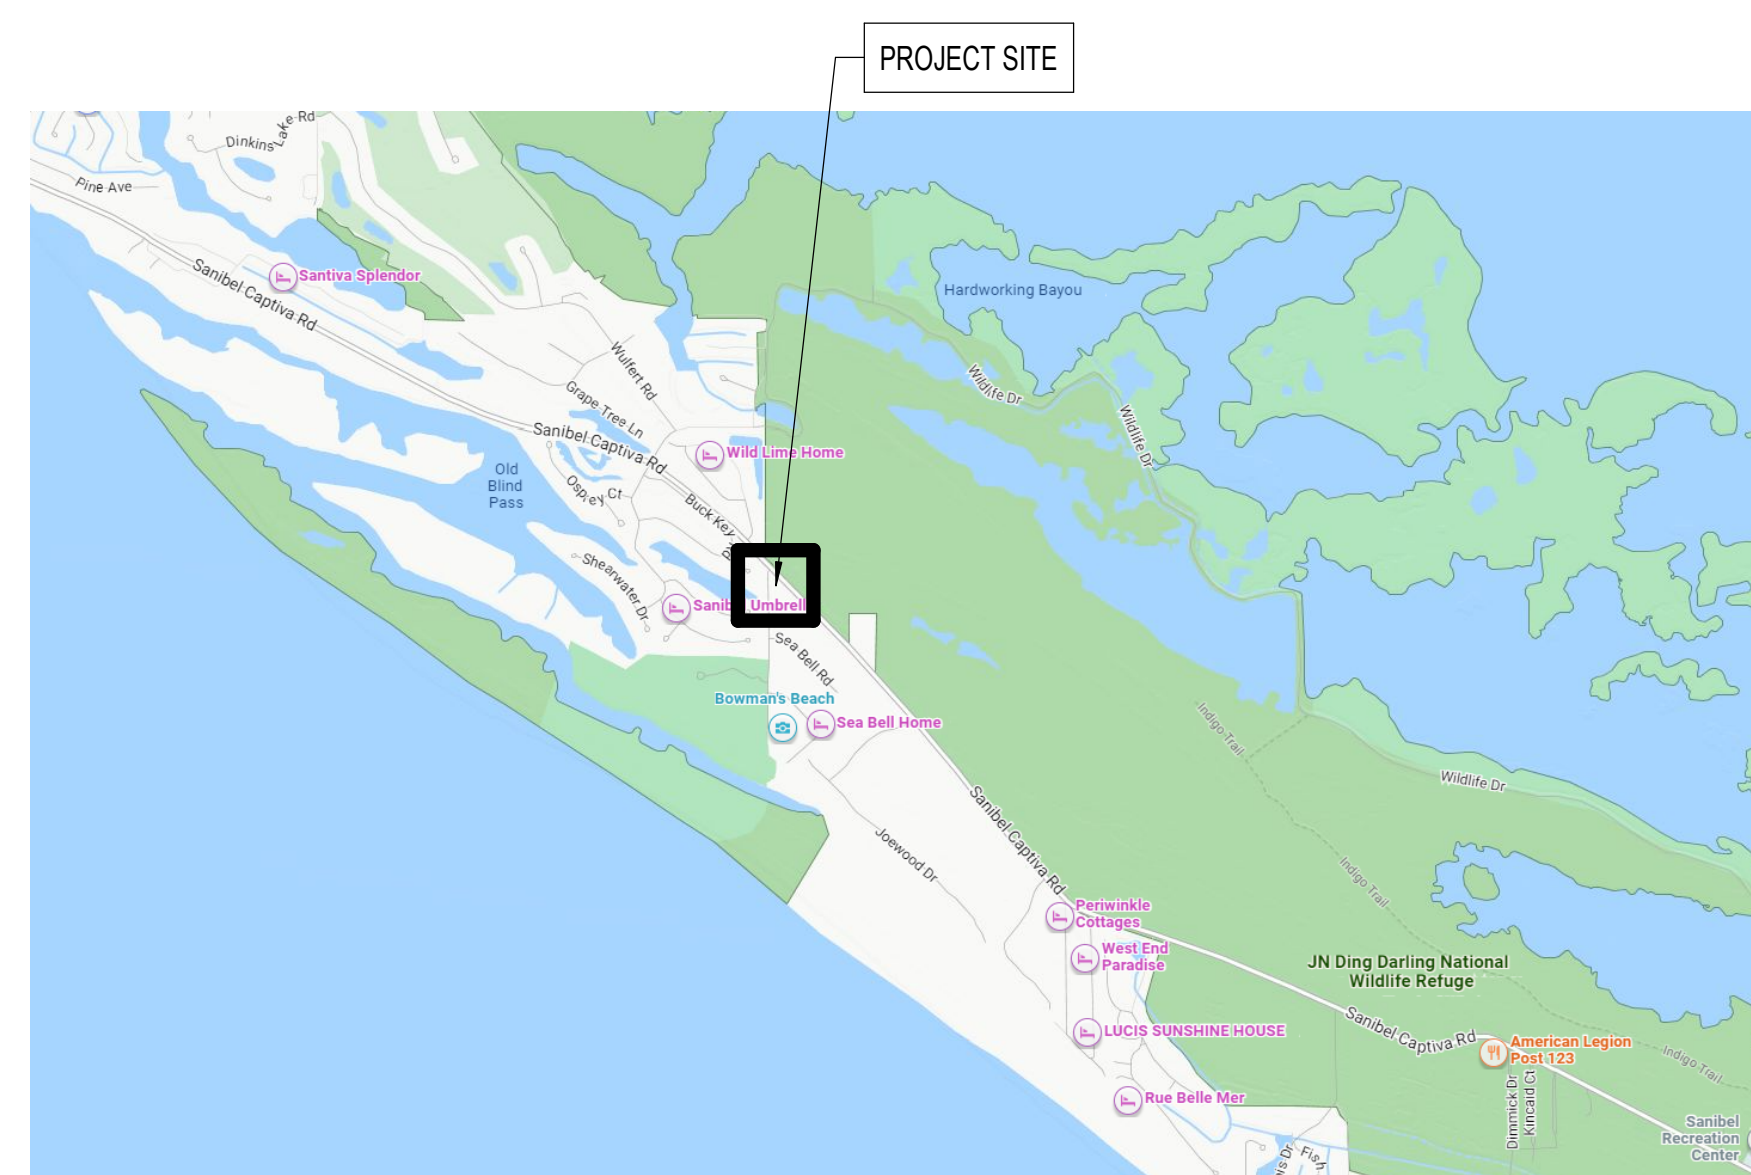 PROJECT SITE
Lake Rd
Dinkins
Pine Ave
Santiva Splendor
Sanibel Captiva Rd
Hardworking Bayou
Wulfert Rd
Wildlife Dr
Grape Tree Ln
Wildlife Dr
Sanibel Captiva Rd
Wild Lime Home
Old
Blind
Pass
Osprey Ct
Buck Key
Shearwater Dr
Sanib
Umbrell
Sea Bell Rd
Bowman's Beach
Sea Bell Home
Indigo Trail
Wildlife Dr
Sanibel Captiva Rd
Joewood Dr
Indigo Trail
Periwinkle
Cottages
West End
Paradise
JN Ding Darling National
Wildlife Refuge
LUCIS SUNSHINE HOUSE
Sanibel Captiva Rd
American Legion
Post 123
Indigo Trail
Rue Belle Mer
Dimmick Dr
Kincaid Ct
Sanibel
Recreation
Center
is Dr
Fish